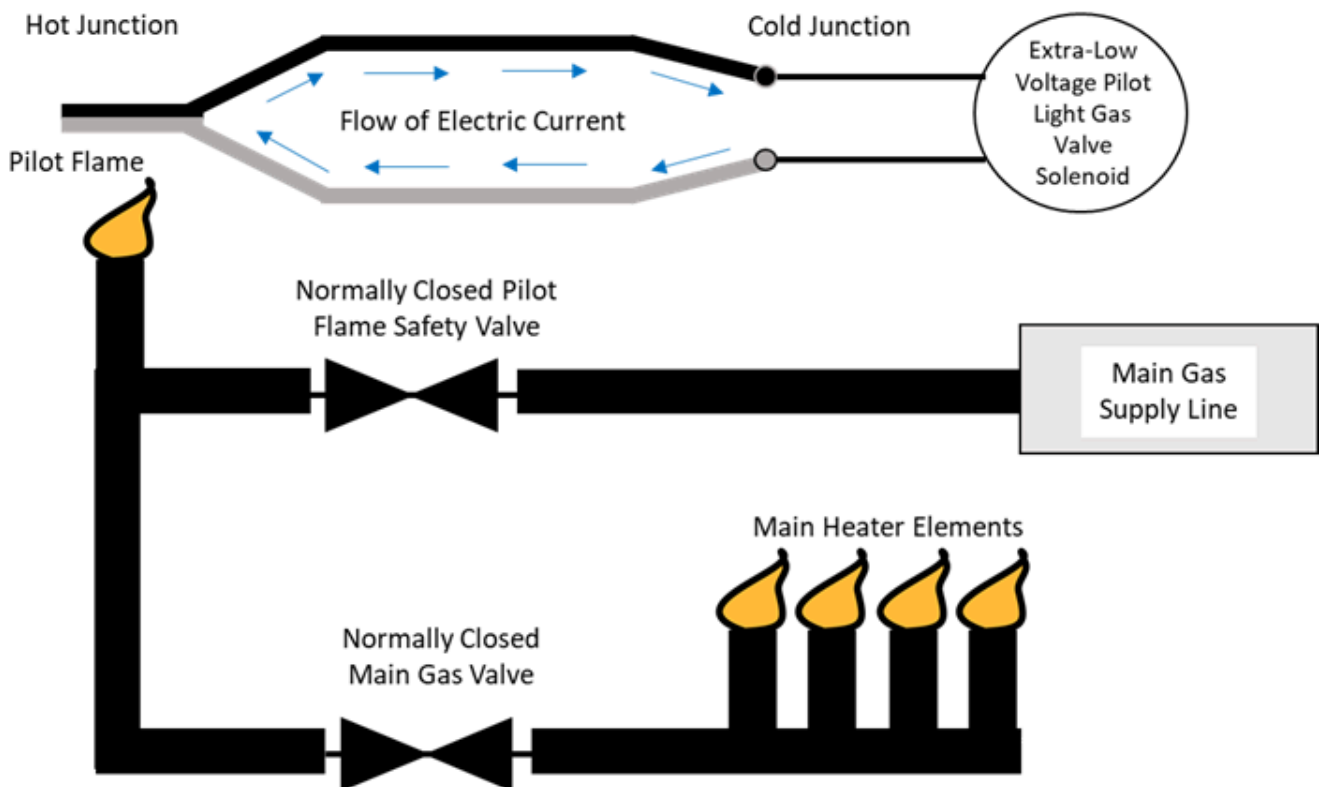 Hot Junction
Cold Junction
Extra-Low
Voltage Pilot
Light Gas
Valve
Solenoid
Flow of Electric Current
Pilot Flame
Normally Closed Pilot
Flame Safety Valve
Main Gas
Supply Line
Main Heater Elements
Normally Closed
Main Gas Valve